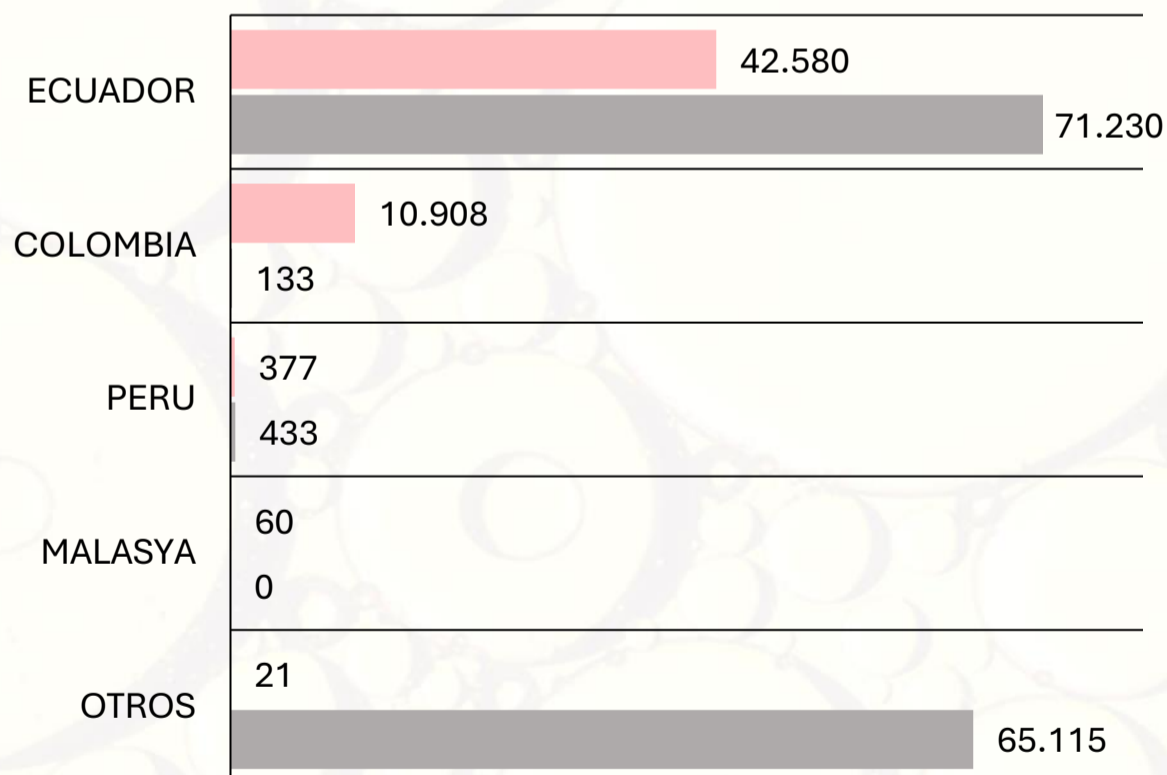 ECUADOR
42.580
71.230
COLOMBIA
10.908
133
PERU
377
433
MALASYA
60
0
OTROS
21
65.115